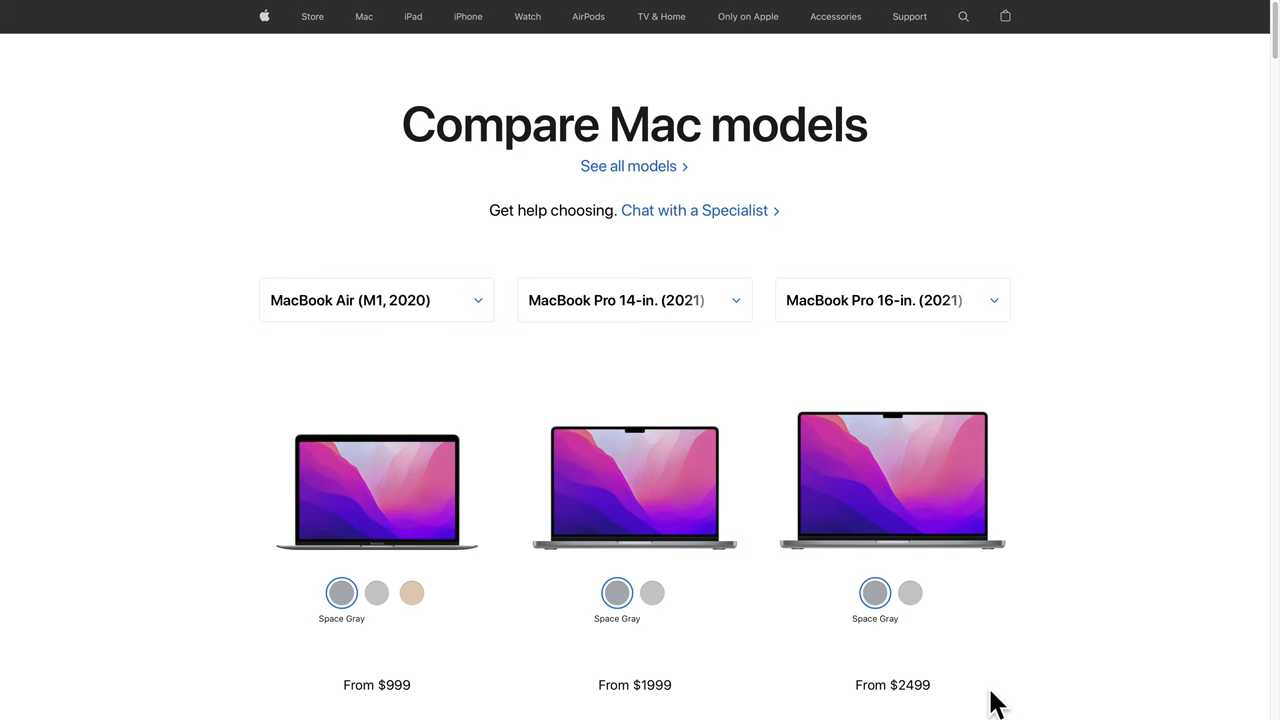 Store Mac iPad iPhone Watch AirPods TV & Home Only on Apple Accessories Support
Compare Mac models
See all models >
Get help choosing. Chat with a Specialist >
MacBook Air (M1, 2020) MacBook Pro 14-in. (2021) MacBook Pro 16-in. (2021)
Space Gray Space Gray Space Gray
From $999 From $1999 From $2499